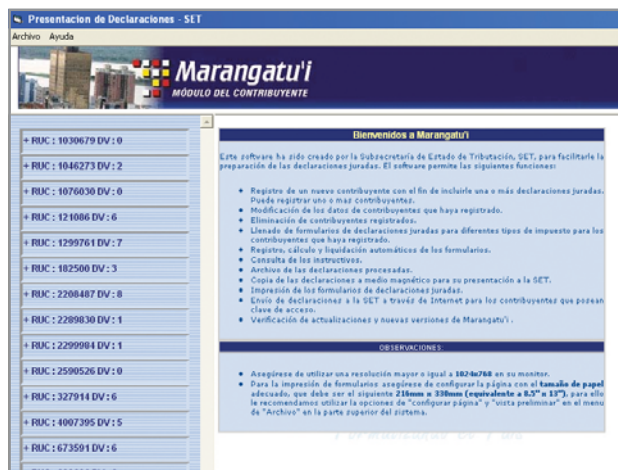 Presentacion de Declaraciones - SET
Archivo Ayuda
Marangatu'i
MÓDULO DEL CONTRIBUYENTE
+ RUC : 1030679 DV : 0
+ RUC : 1046273 DV : 2
+ RUC : 1076030 DV : 0
+ RUC : 121086 DV : 6
+ RUC : 1299761 DV : 7
+ RUC : 182500 DV : 3
+ RUC : 2208487 DV : 8
+ RUC : 2289830 DV : 1
+ RUC : 2299984 DV : 1
+ RUC : 2590526 DV : 0
+ RUC : 327914 DV : 6
+ RUC : 4007395 DV : 5
+ RUC : 673591 DV : 6
Bienvenidos a Marangatu'i
Este software ha sido creado por la Subsecretaría de Estado de Tributación, SET, para facilitarle la
preparación de las declaraciones juradas. El software permite las siguientes funciones:
Registro de un nuevo contribuyente con el fin de incluirle una o más declaraciones juradas.
Puede registrar uno o mas contribuyentes.
Modificación de los datos de contribuyentes que haya registrado.
Eliminación de contribuyentes registrados.
Llenado de formularios de declaraciones juradas para diferentes tipos de impuesto para los
contribuyentes que haya registrado.
Registro, cálculo y liquidación automáticos de los formularios.
Consulta de los instructivos.
Archivo de las declaraciones procesadas.
Copia de las declaraciones a medio magnético para su presentación a la SET.
Impresión de los formularios de declaraciones juradas.
Envío de declaraciones a la SET a través de Internet para los contribuyentes que posean
clave de acceso.
Verificación de actualizaciones y nuevas versiones de Marangatu'i .
OBSERVACIONES:
Asegúrese de utilizar una resolución mayor o igual a 1024x768 en su monitor.
Para la impresión de formularios asegúrese de configurar la página con el tamaño de papel
adecuado, que debe ser el siguiente 216mm x 330mm (equivalente a 8.5" x 13"), para ello
le recomendamos utilizar la opciones de "configurar página" y "vista preliminar" en el menu
de "Archivo" en la parte superior del sistema.